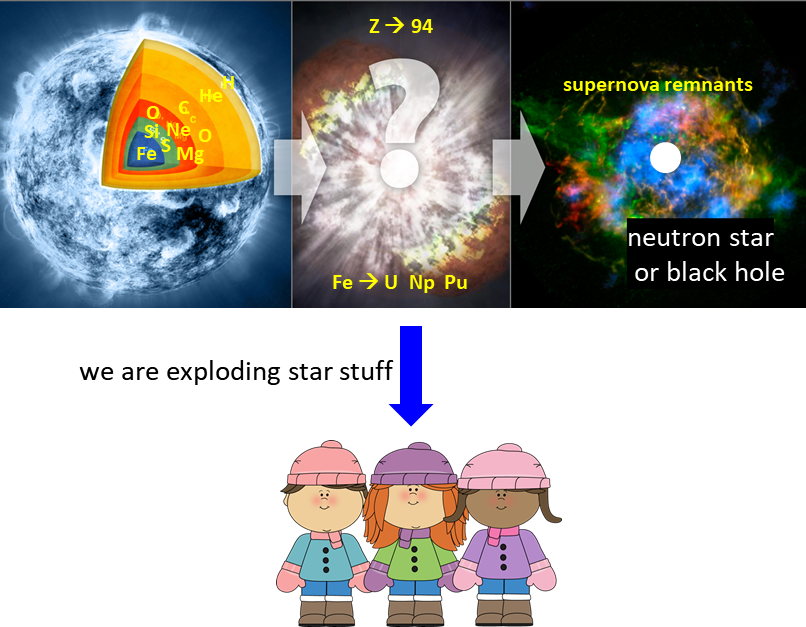 H
He
C
c
O
Si
Ne
O
S
Fe
Mg
Z → 94
?
Fe → U Np Pu
supernova remnants
neutron star
or black hole
we are exploding star stuff